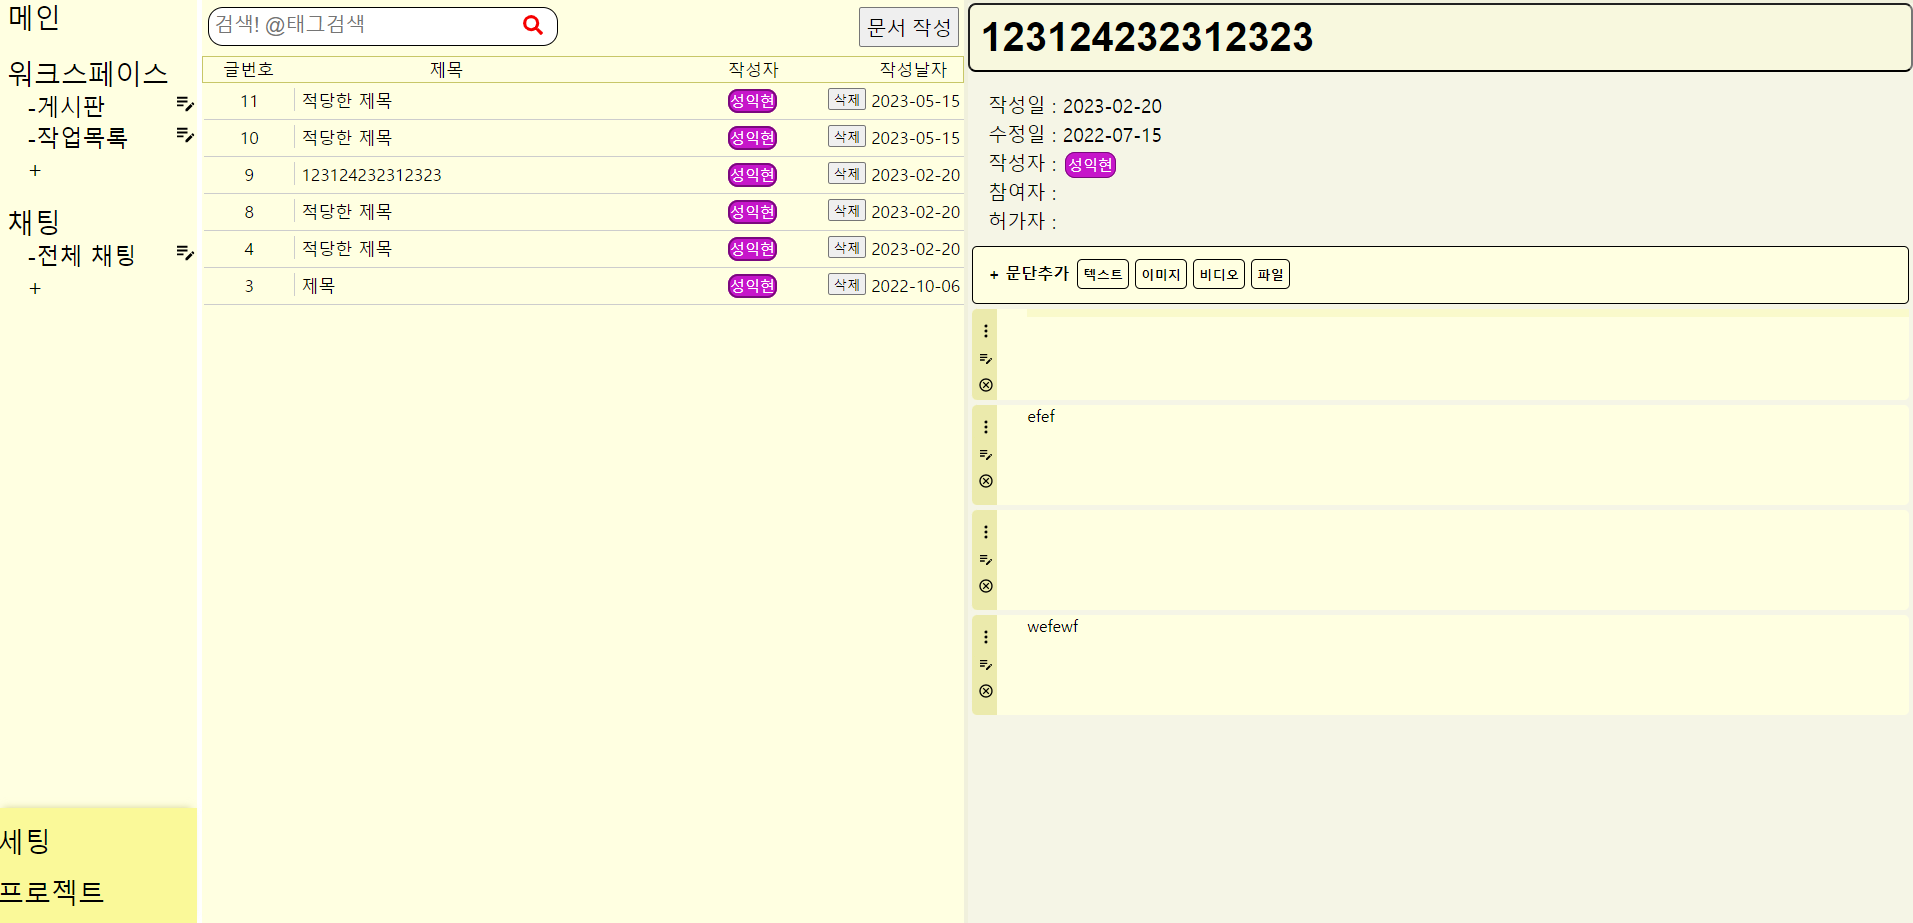 메인
워크스페이스
-게시판
-작업목록
+
채팅
-전체 채팅
+
세팅
프로젝트
검색! @태그검색
문서 작성
글번호 제목 작성자 작성날자
11 적당한 제목 성익현 삭제 2023-05-15
10 적당한 제목 성익현 삭제 2023-05-15
9 123124232312323 성익현 삭제 2023-02-20
8 적당한 제목 성익현 삭제 2023-02-20
4 적당한 제목 성익현 삭제 2023-02-20
3 제목 성익현 삭제 2022-10-06
123124232312323
작성일 : 2023-02-20
수정일 : 2022-07-15
작성자 : 성익현
참여자 :
허가자 :
+ 문단추가 텍스트 이미지 비디오 파일
efef
wefewf